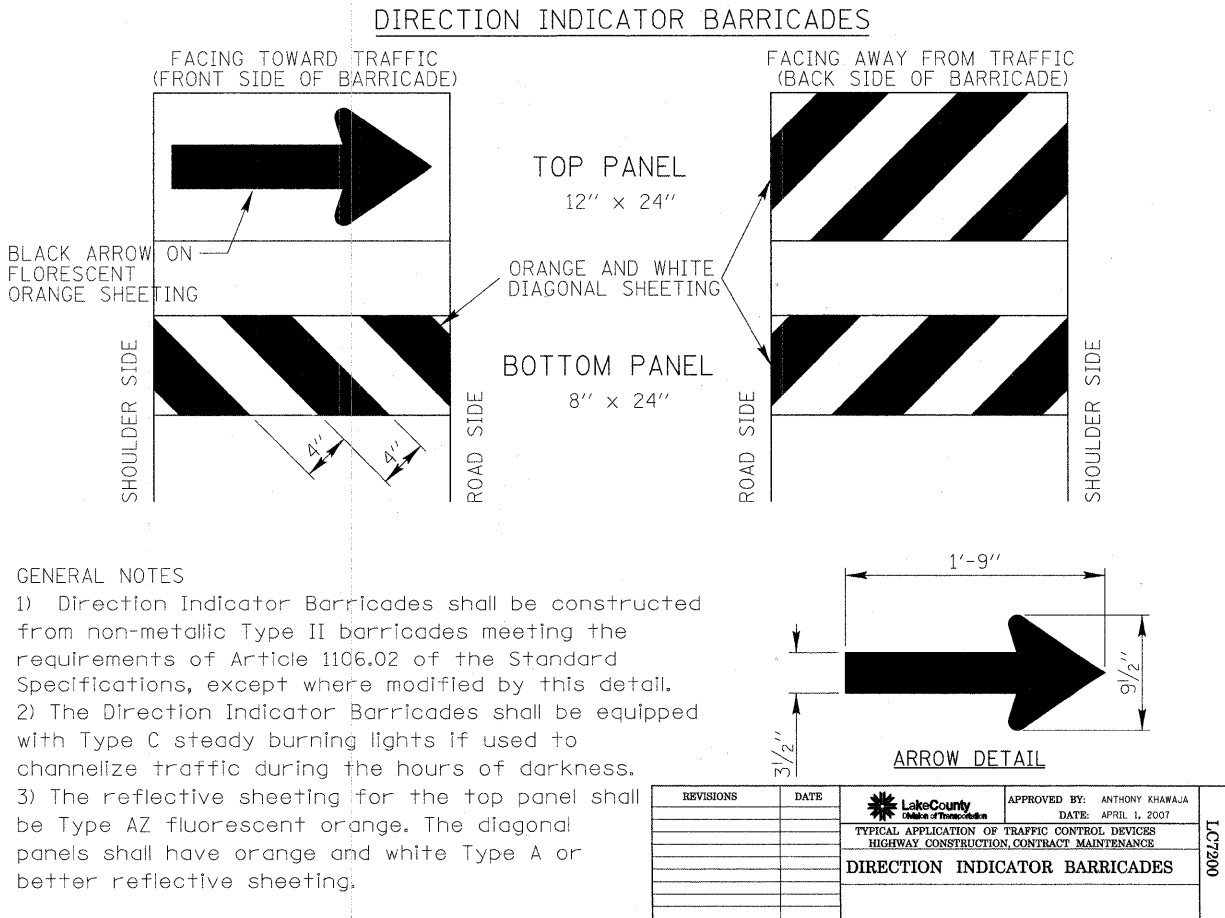 DIRECTION INDICATOR BARRICADES
FACING TOWARD TRAFFIC
(FRONT SIDE OF BARRICADE)
FACING AWAY FROM TRAFFIC
(BACK SIDE OF BARRICADE)
TOP PANEL
12" x 24"
BLACK ARROW ON
FLORESCENT
ORANGE SHEETING
ORANGE AND WHITE
DIAGONAL SHEETING
BOTTOM PANEL
8" x 24"
SHOULDER SIDE
4"
4"
ROAD SIDE
ROAD SIDE
SHOULDER SIDE
GENERAL NOTES
1) Direction Indicator Barricades shall be constructed
from non-metallic Type II barricades meeting the
requirements of Article 1106.02 of the Standard
Specifications, except where modified by this detail.
2) The Direction Indicator Barricades shall be equipped
with Type C steady burning lights if used to
channelize traffic during the hours of darkness.
3) The reflective sheeting for the top panel shall
be Type AZ fluorescent orange. The diagonal
panels shall have orange and white Type A or
better reflective sheeting.
1'-9"
3½"
9½"
ARROW DETAIL
REVISIONS
DATE
LakeCounty
Division of Transportation
APPROVED BY: ANTHONY KHAWAJA
DATE: APRIL 1, 2007
TYPICAL APPLICATION OF TRAFFIC CONTROL DEVICES
HIGHWAY CONSTRUCTION, CONTRACT MAINTENANCE
DIRECTION INDICATOR BARRICADES
LC7200